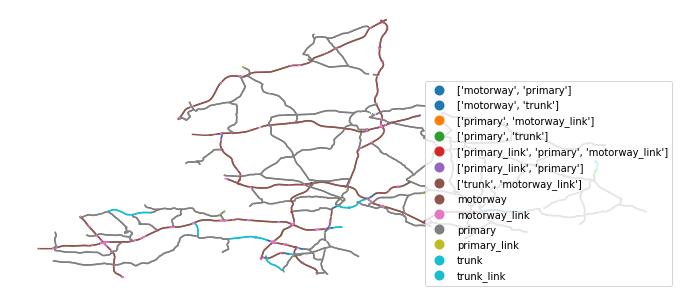 ['motorway', 'primary']
['motorway', 'trunk']
['primary', 'motorway_link']
['primary', 'trunk']
['primary_link', 'primary', 'motorway_link']
['primary_link', 'primary']
['trunk', 'motorway_link']
motorway
motorway_link
primary
primary_link
trunk
trunk_link